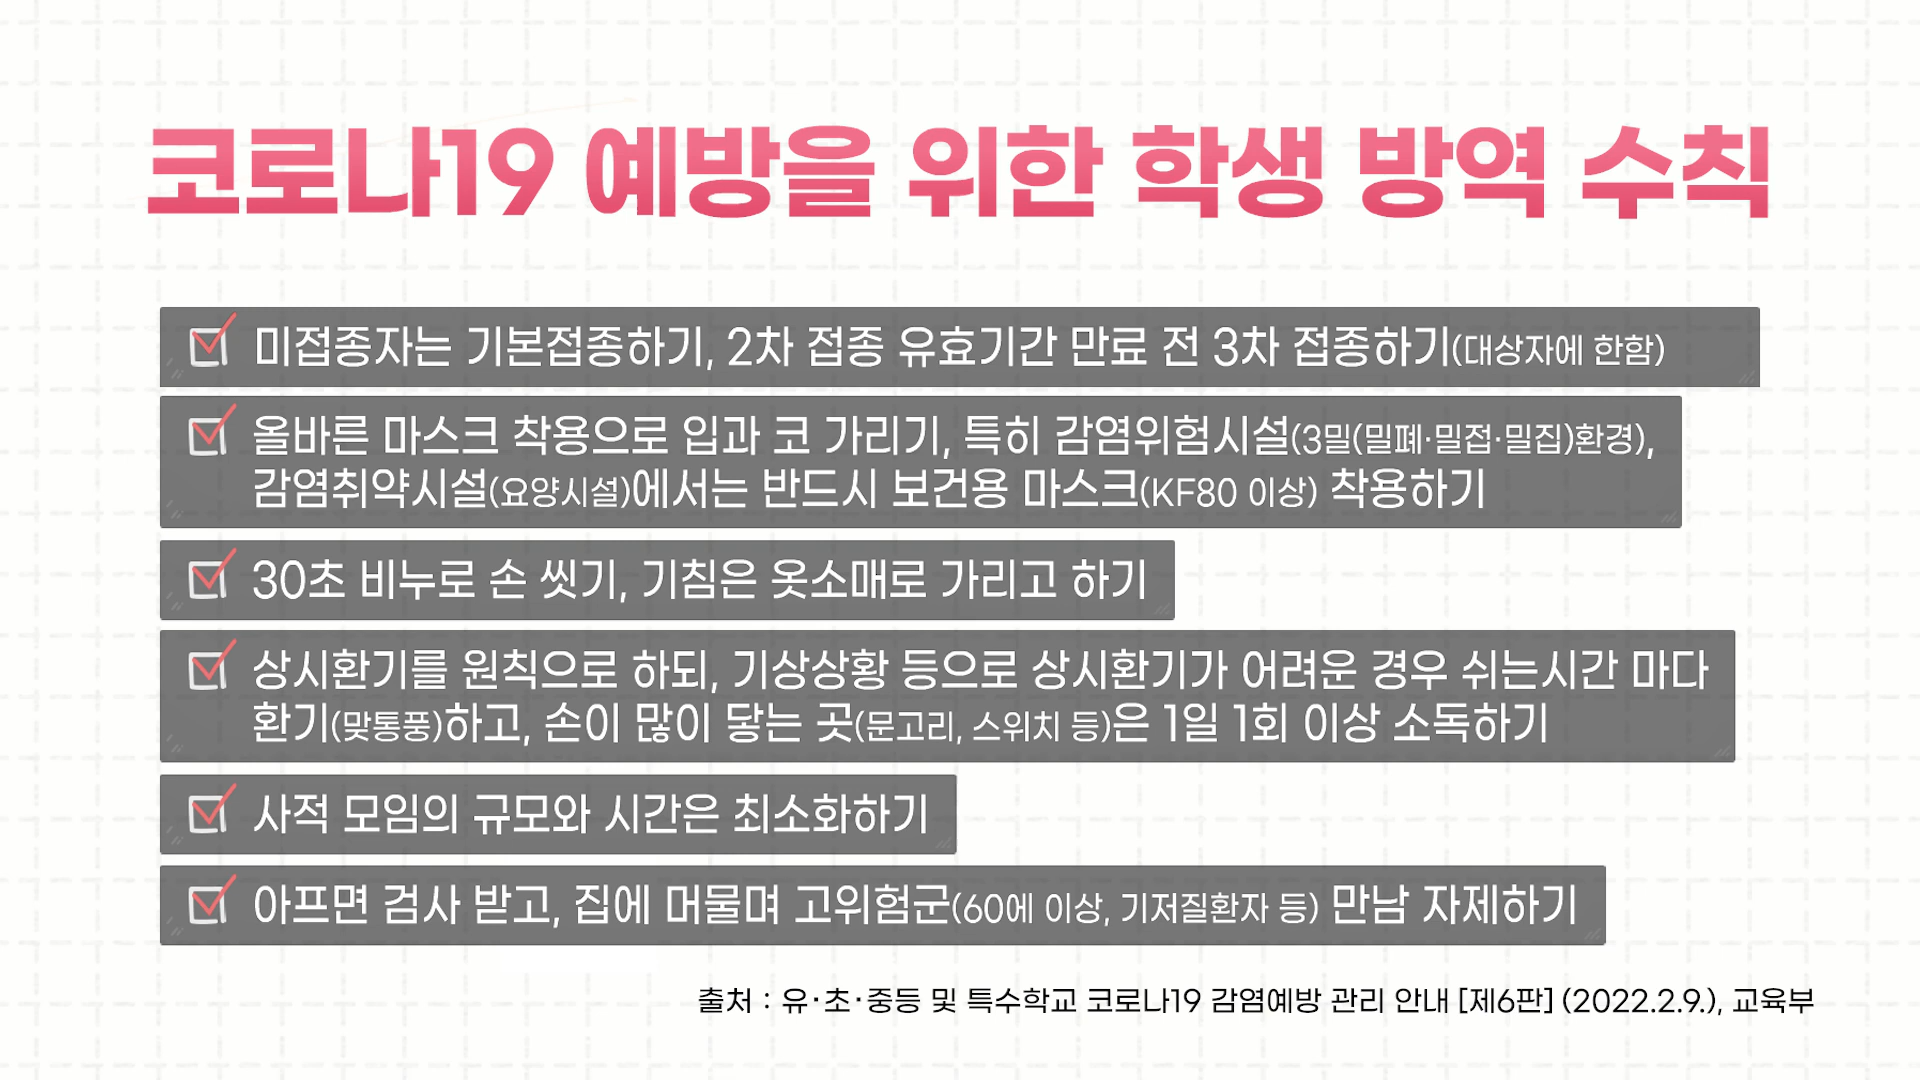 코로나19 예방을 위한 학생 방역 수칙
미접종자는 기본접종하기, 2차 접종 유효기간 만료 전 3차 접종하기(대상자에 한함)
올바른 마스크 착용으로 입과 코 가리기, 특히 감염위험시설(3밀(밀폐·밀접·밀집)환경),
감염취약시설(요양시설)에서는 반드시 보건용 마스크(KF80 이상) 착용하기
30초 비누로 손 씻기, 기침은 옷소매로 가리고 하기
상시환기를 원칙으로 하되, 기상상황 등으로 상시환기가 어려운 경우 쉬는시간 마다
환기(맞통풍)하고, 손이 많이 닿는 곳(문고리, 스위치 등)은 1일 1회 이상 소독하기
사적 모임의 규모와 시간은 최소화하기
아프면 검사 받고, 집에 머물며 고위험군(60에 이상, 기저질환자 등) 만남 자제하기
출처 : 유·초·중등 및 특수학교 코로나19 감염예방 관리 안내 [제6판] (2022.2.9.), 교육부